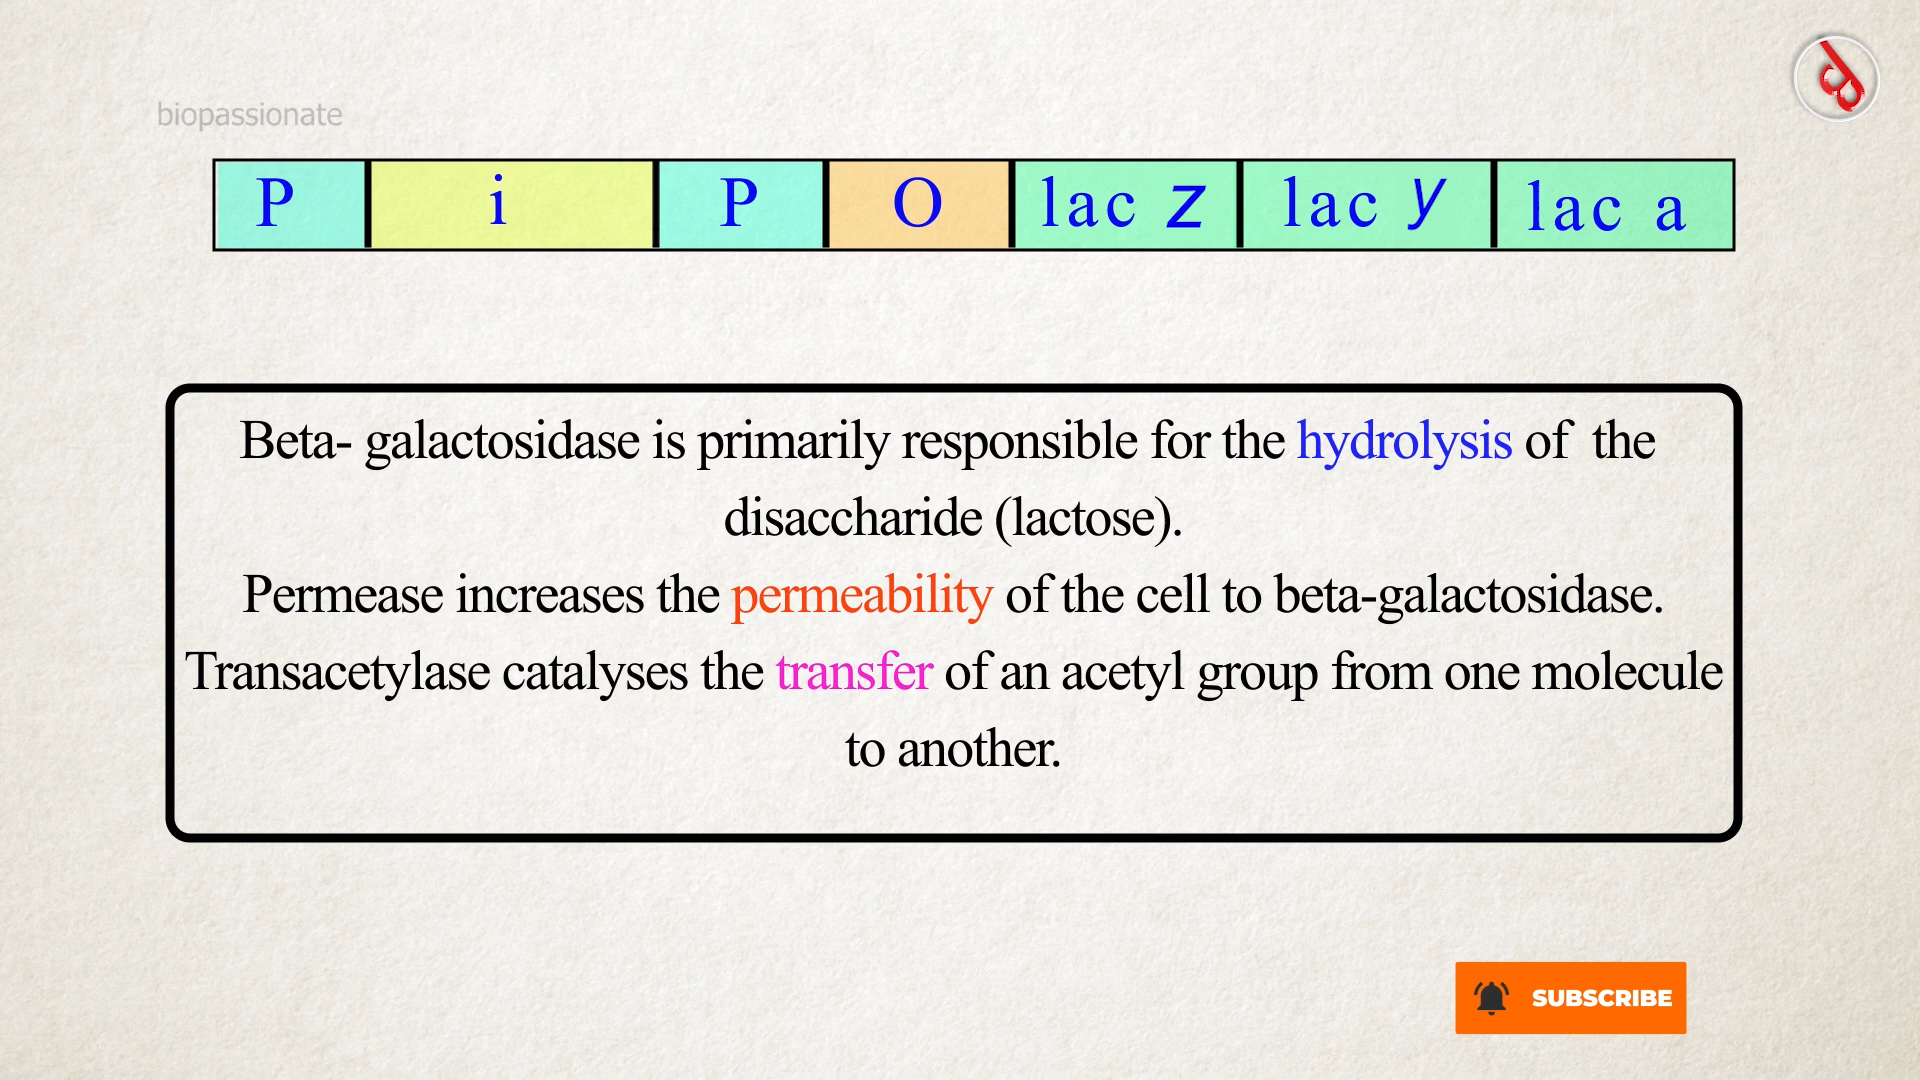 biopassionate
P i P O lac z lac y lac a
Beta- galactosidase is primarily responsible for the hydrolysis of the
disaccharide (lactose).
Permease increases the permeability of the cell to beta-galactosidase.
Transacetylase catalyses the transfer of an acetyl group from one molecule
to another.
SUBSCRIBE